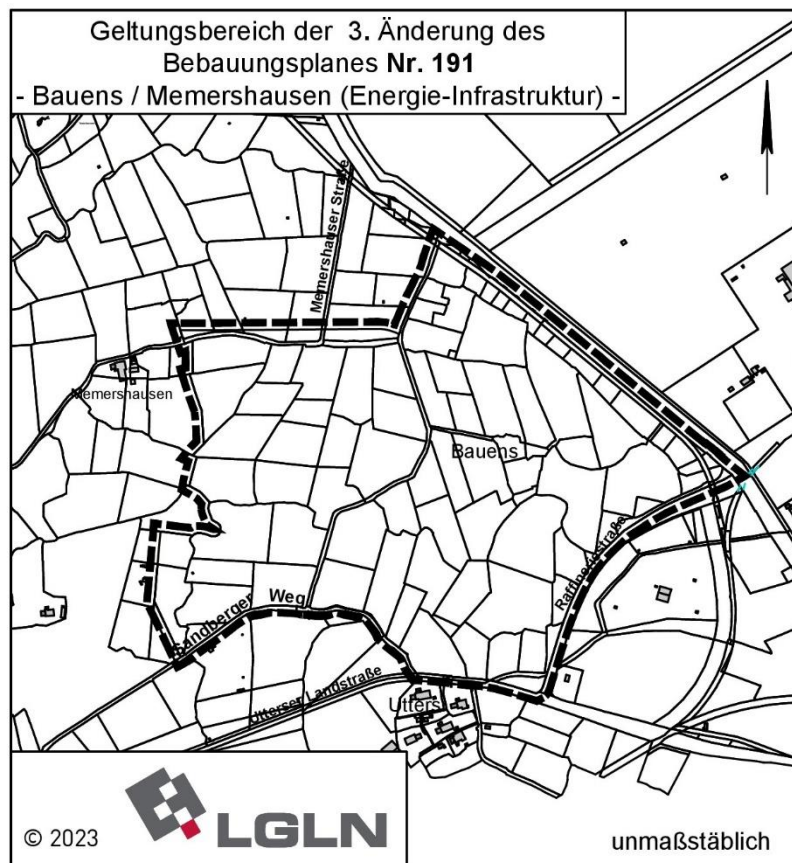 Geltungsbereich der 3. Änderung des
Bebauungsplanes Nr. 191
- Bauens / Memershausen (Energie-Infrastruktur) -
Memershauser Straße
Memershausen
Bauens
Raffineriestraße
Sandberger Weg
Utterser Landstraße
Utters
© 2023
LGLN
unmaßstäblich